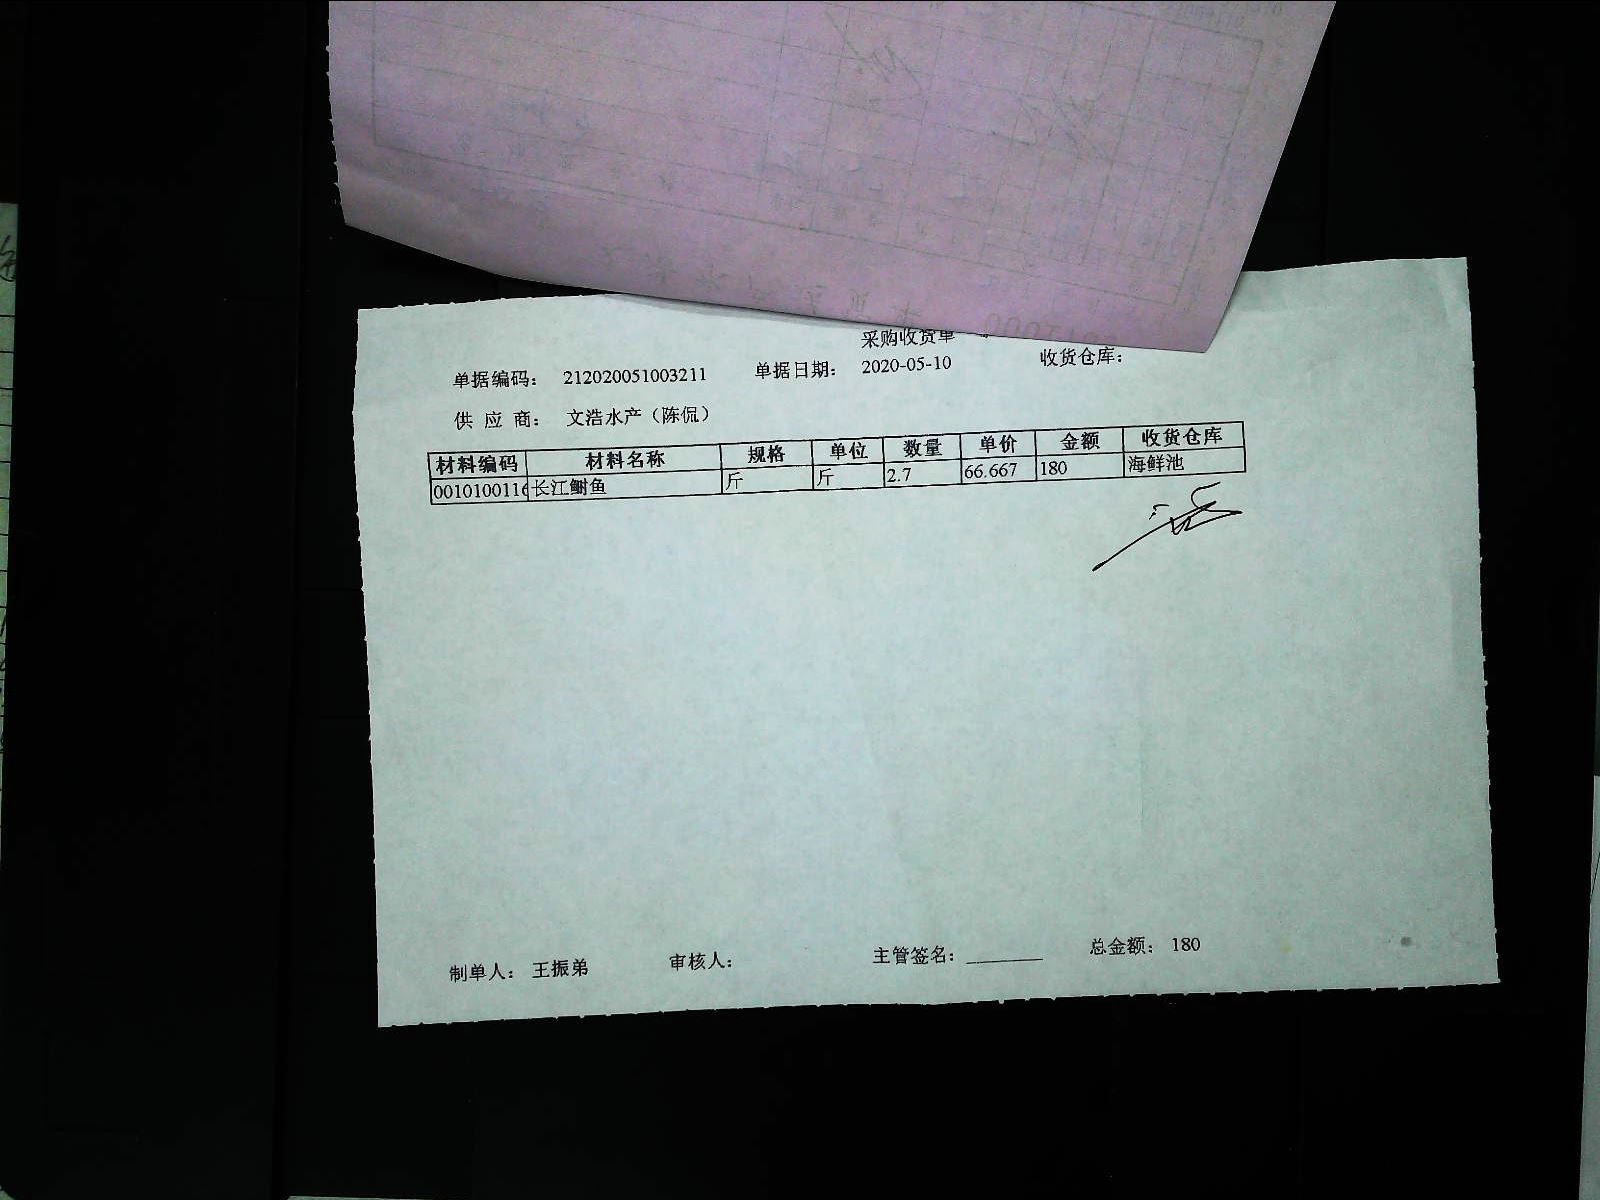 采购收货单
单据编码： 212020051003211 单据日期： 2020-05-10 收货仓库：
供 应 商： 文浩水产（陈侃）
材料编码 材料名称 规格 单位 数量 单价 金额 收货仓库
0010100116 长江鲥鱼 斤 斤 2.7 66.667 180 海鲜池
制单人： 王振弟 审核人： 主管签名：________ 总金额： 180